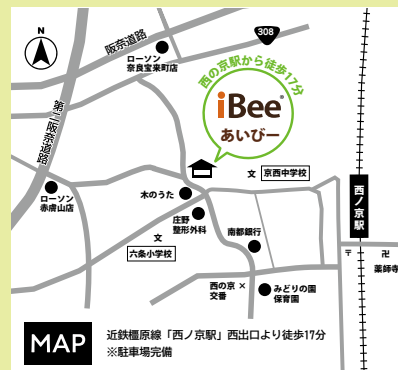 N
阪奈道路
308
ローソン
奈良宝来町店
西の京駅から徒歩17分
iBee
あいびー
第二阪奈道路
文 京西中学校
ローソン
赤膚山店
木のうた
西ノ京駅
庄野
整形外科
文
六条小学校
南都銀行
〒
卍
薬師寺
西の京
交番
×
みどりの園
保育園
MAP
近鉄橿原線「西ノ京駅」西出口より徒歩17分
※駐車場完備